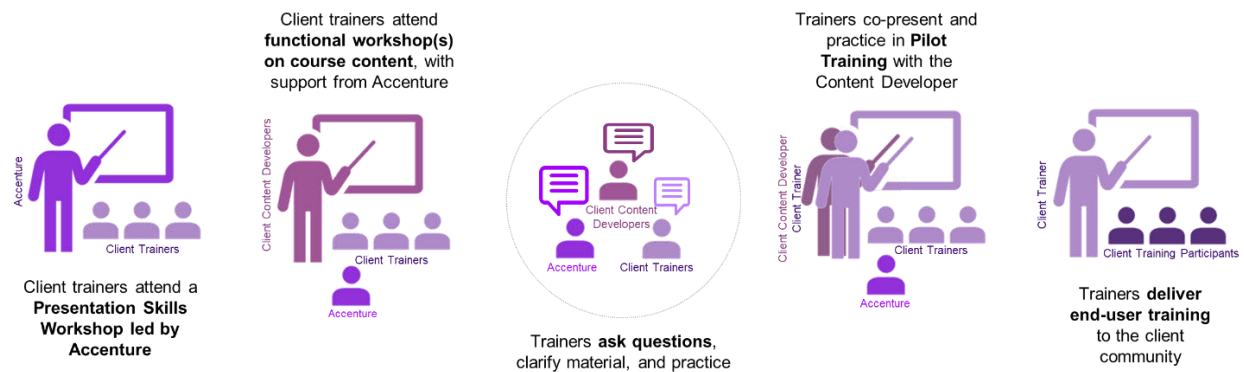 Accenture
Client Trainers
Client trainers attend a
Presentation Skills
Workshop led by
Accenture
Client trainers attend
functional workshop(s)
on course content, with
support from Accenture
Client Content Developers
Client Trainers
Accenture
Client Content
Developers
Accenture
Client Trainers
Trainers ask questions,
clarify material, and practice
Trainers co-present and
practice in Pilot
Training with the
Content Developer
Client Content Developer
Client Trainer
Client Trainers
Accenture
Client Trainer
Client Training Participants
Trainers deliver
end-user training
to the client
community